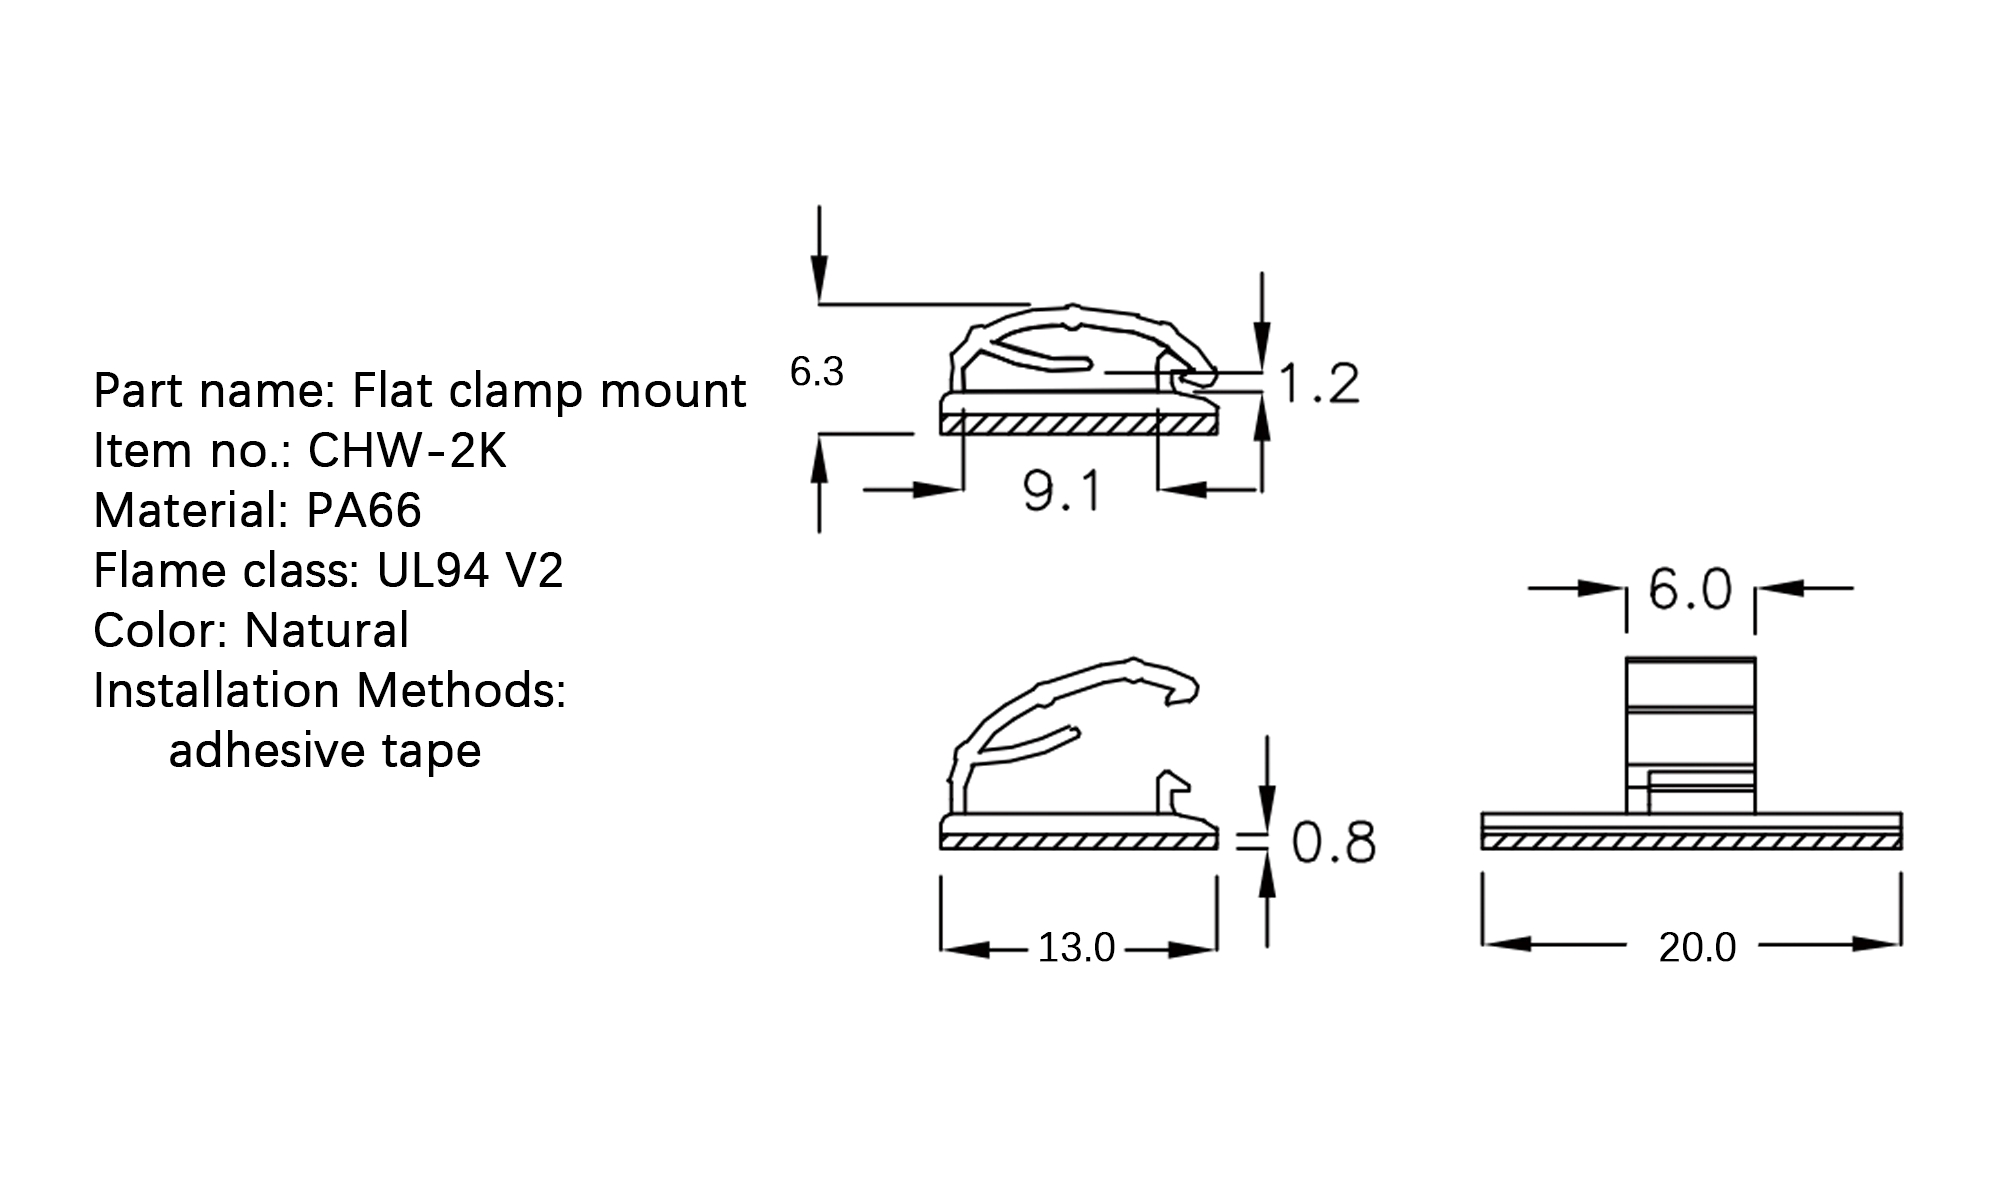 Part name: Flat clamp mount
Item no.: CHW-2K
Material: PA66
Flame class: UL94 V2
Color: Natural
Installation Methods:
adhesive tape
6.3
1.2
9.1
6.0
0.8
13.0
20.0